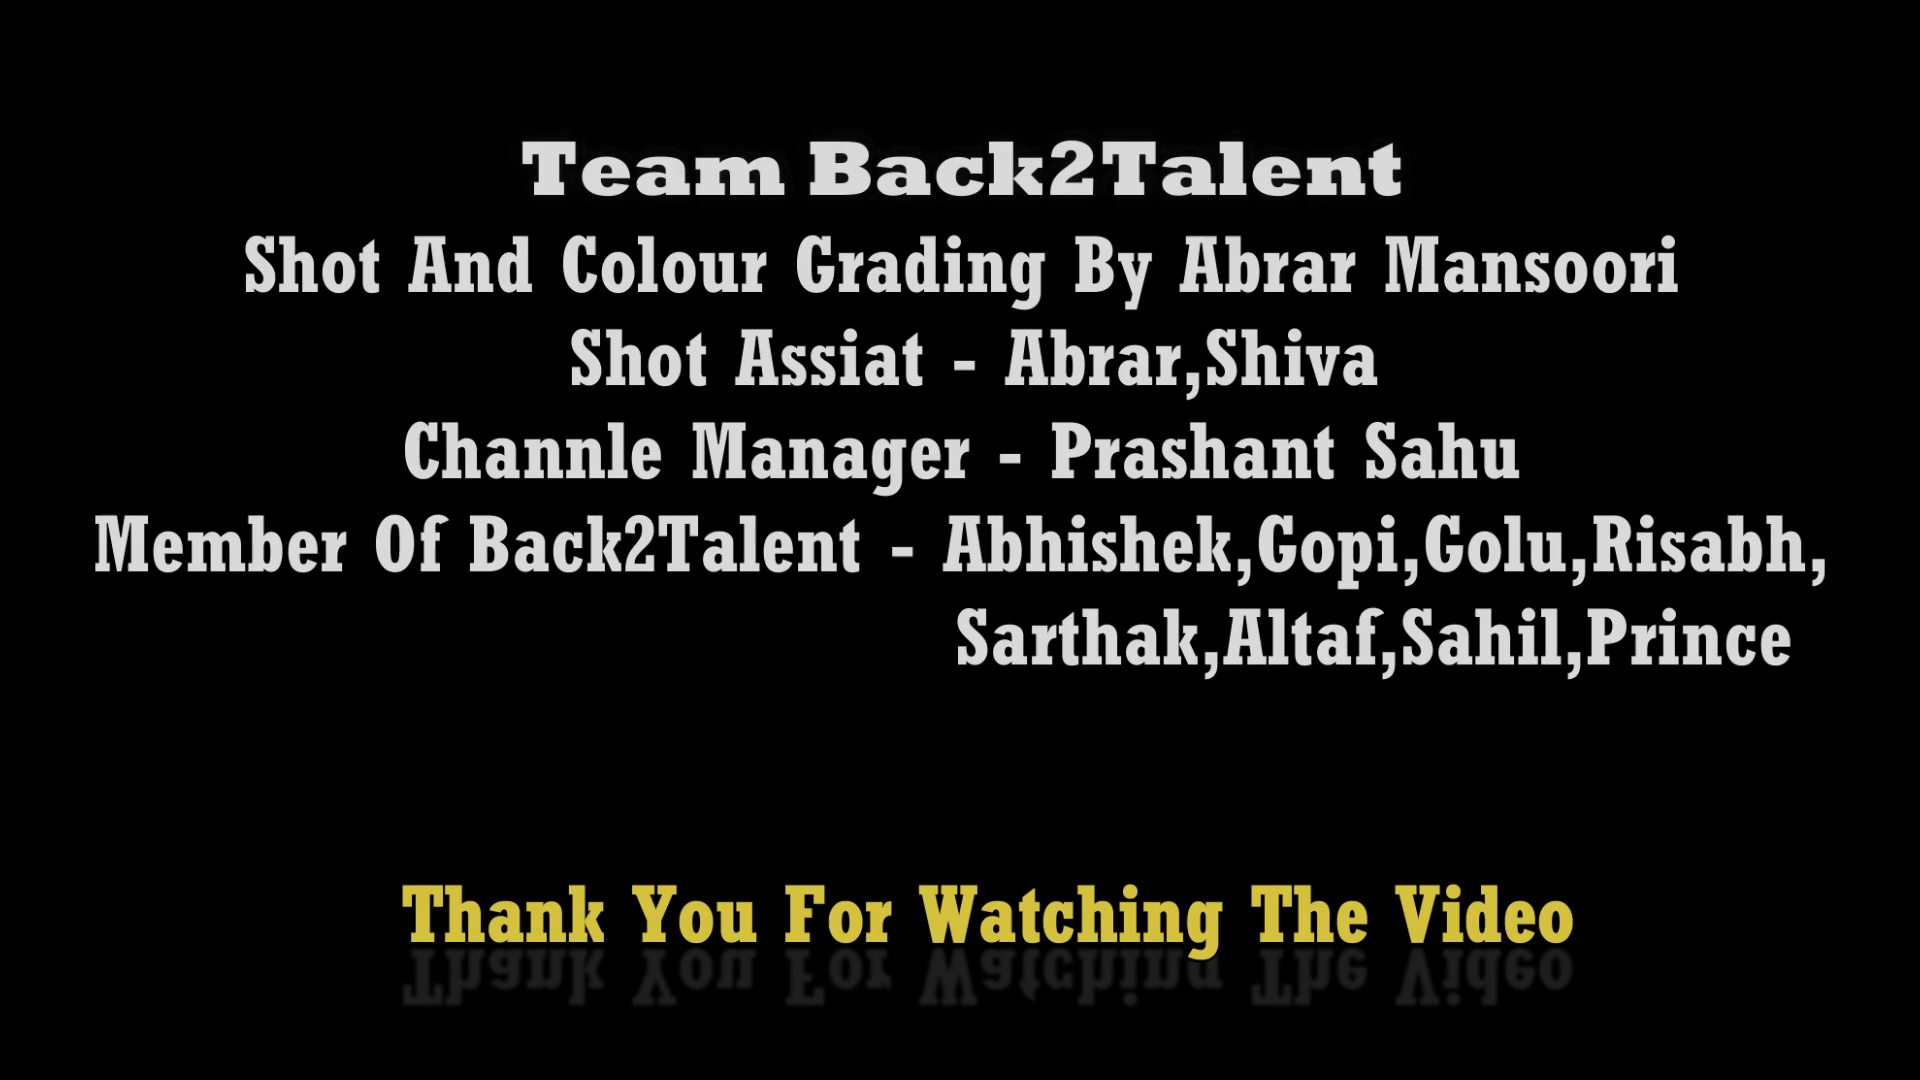 Team Back2Talent
Shot And Colour Grading By Abrar Mansoori
Shot Assiat - Abrar,Shiva
Channle Manager - Prashant Sahu
Member Of Back2Talent - Abhishek,Gopi,Golu,Risabh,
Sarthak,Altaf,Sahil,Prince
Thank You For Watching The Video